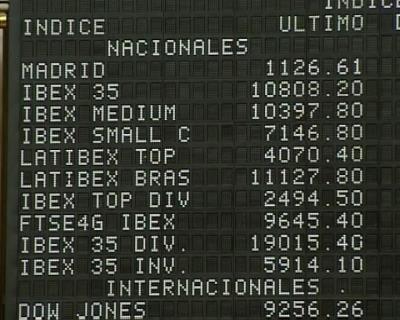 INDIC
INDICE ULTIMO D
NACIONALES
MADRID 1126.61
IBEX 35 10808.20
IBEX MEDIUM 10397.80
IBEX SMALL C 7146.80
LATIBEX TOP 4070.40
LATIBEX BRAS 11127.80
IBEX TOP DIV 2494.50
FTSE4G IBEX 9645.40
IBEX 35 DIV. 19015.40
IBEX 35 INV. 5914.10
INTERNACIONALES .
DOW JONES 9256.26